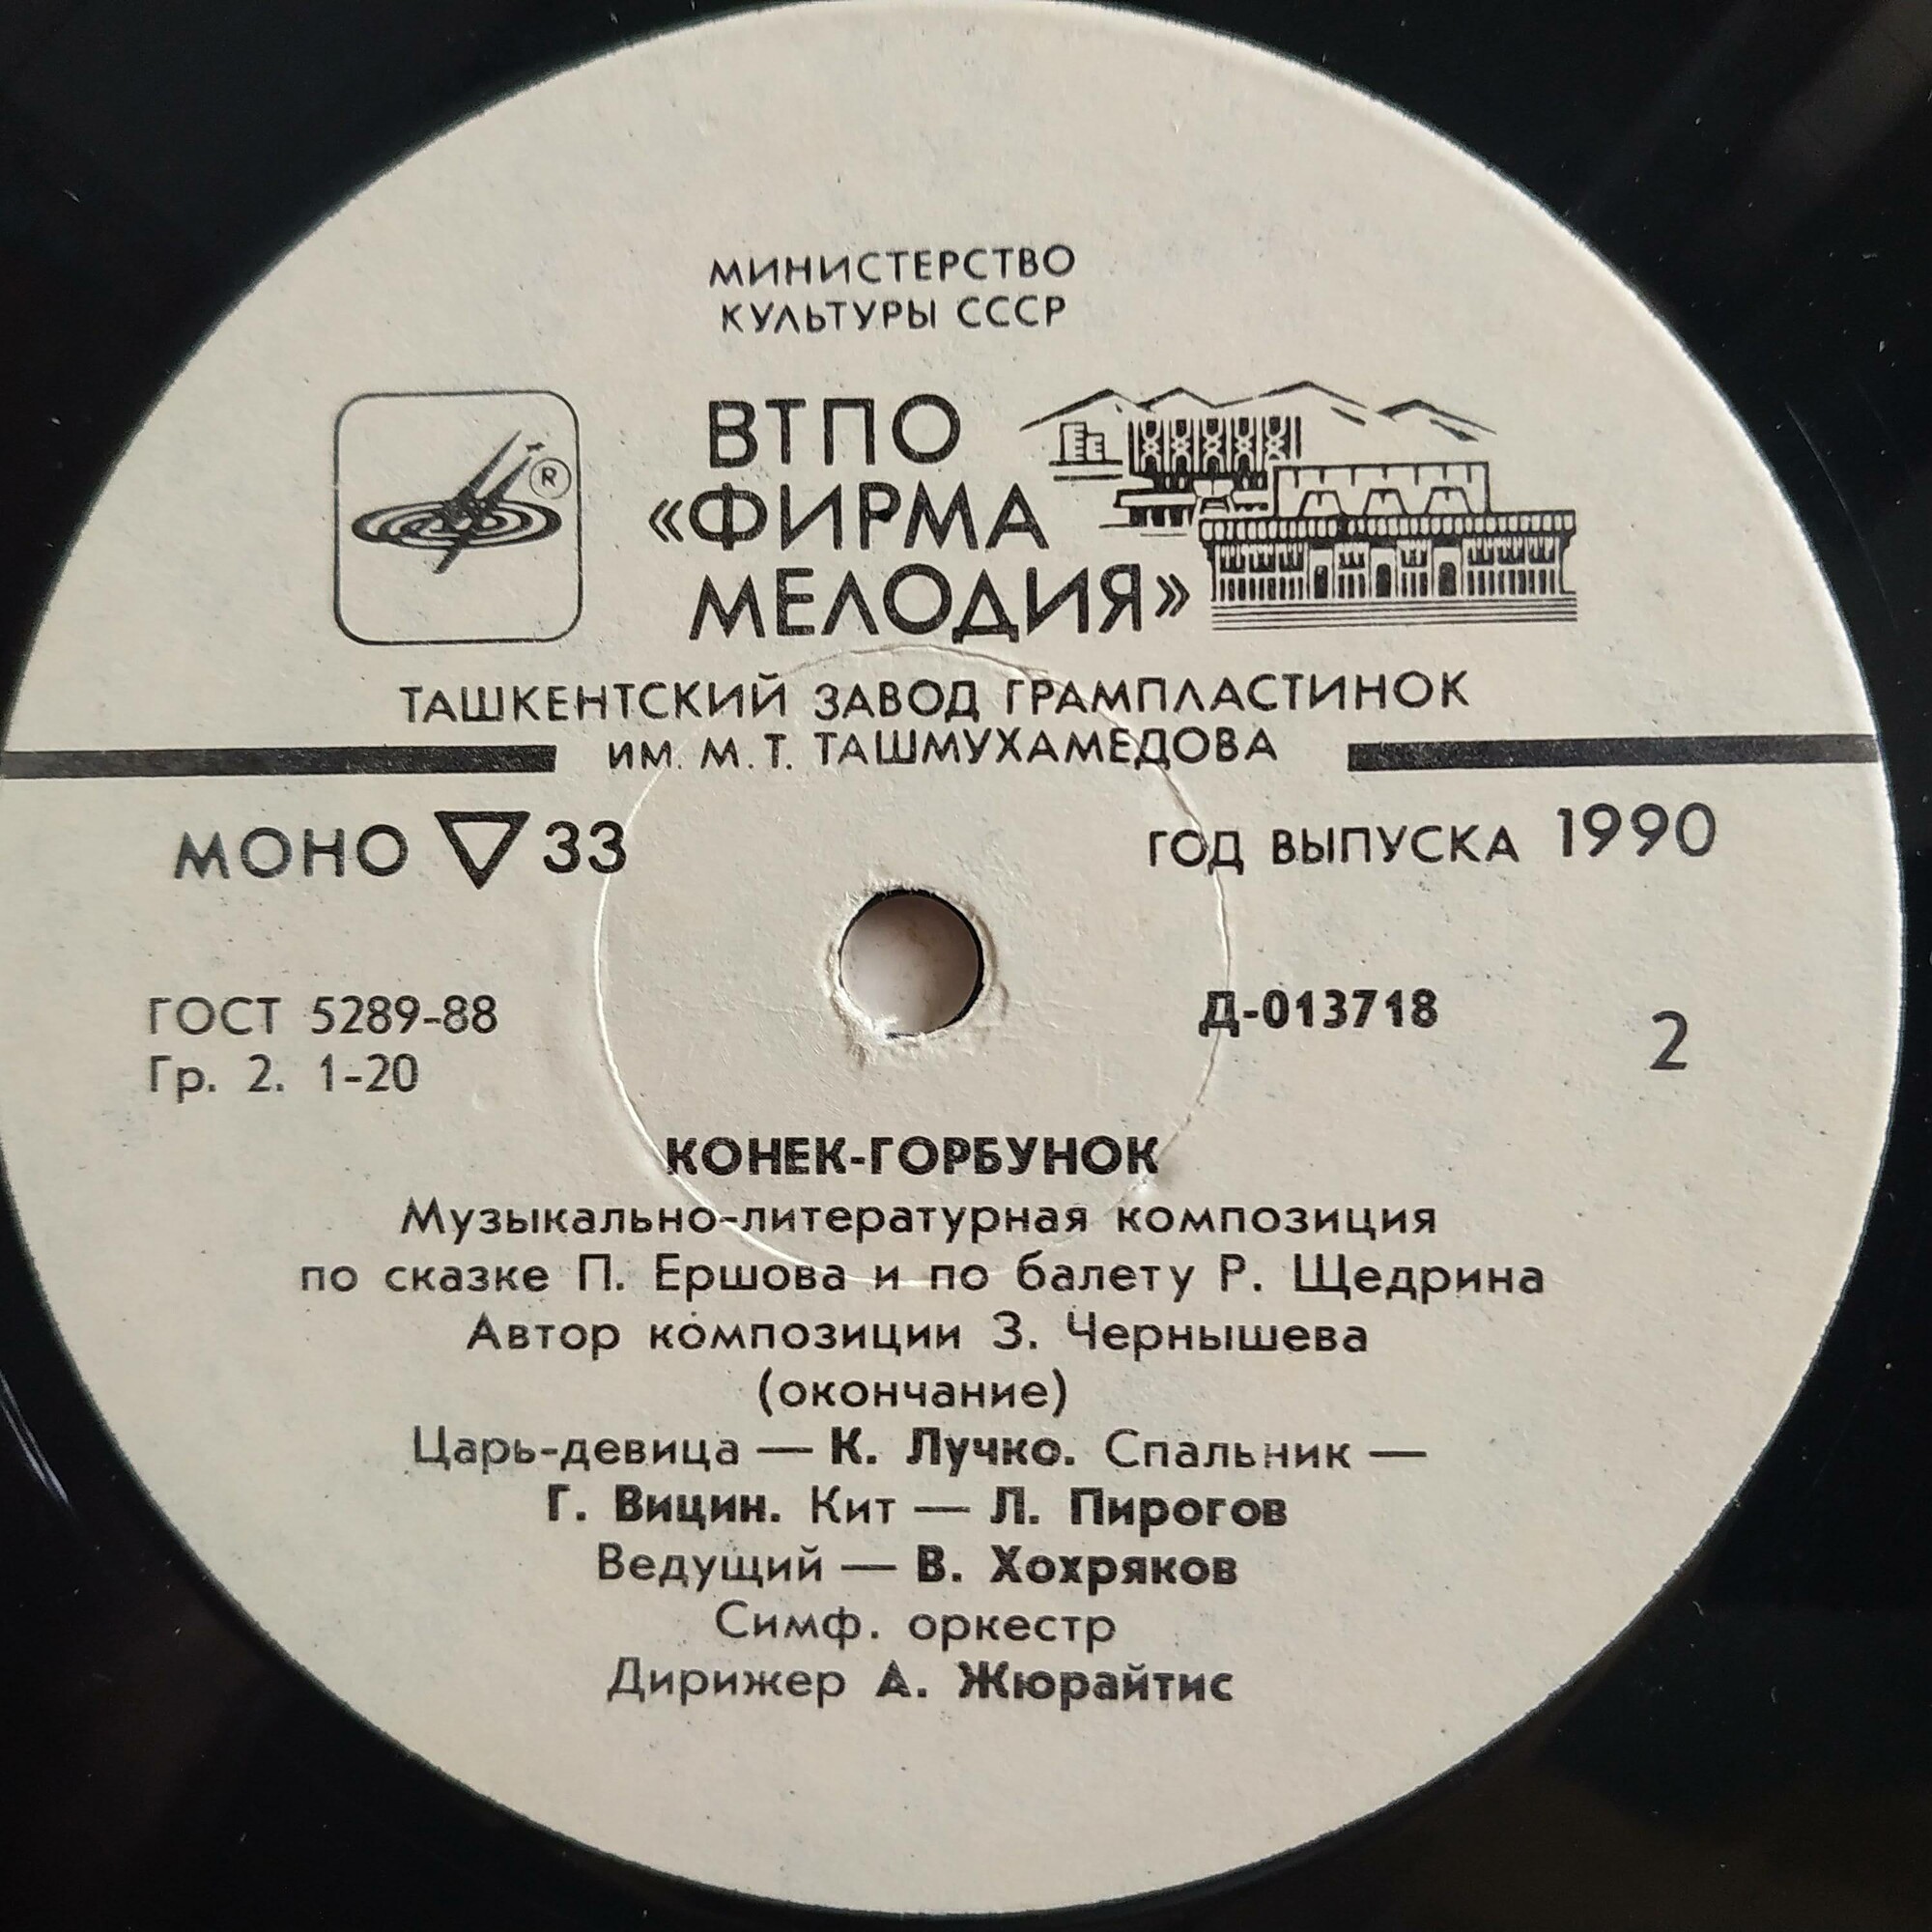 МИНИСТЕРСТВО
КУЛЬТУРЫ СССР
ВТПО
«ФИРМА
МЕЛОДИЯ»
R
ТАШКЕНТСКИЙ ЗАВОД ГРАМПЛАСТИНОК
ИМ. М. Т. ТАШМУХАМЕДОВА
МОНО 33
ГОД ВЫПУСКА 1990
ГОСТ 5289-88
Гр. 2. 1-20
Д-013718
2
КОНЕК-ГОРБУНОК
Музыкально-литературная композиция
по сказке П. Ершова и по балету Р. Щедрина
Автор композиции З. Чернышева
(окончание)
Царь-девица — К. Лучко. Спальник —
Г. Вицин. Кит — Л. Пирогов
Ведущий — В. Хохряков
Симф. оркестр
Дирижер А. Жюрайтис